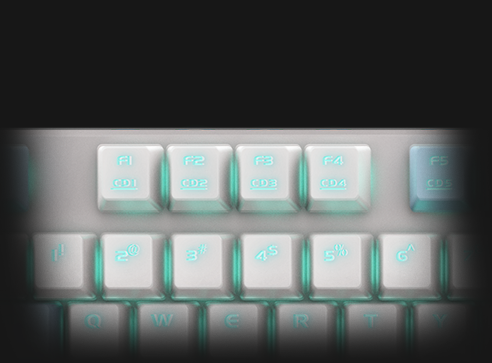 F1 F2 F3 F4 F5
CD1 CD2 CD3 CD4 CD5
1! 2@ 3# 4$ 5% 6^
Q W E R T Y